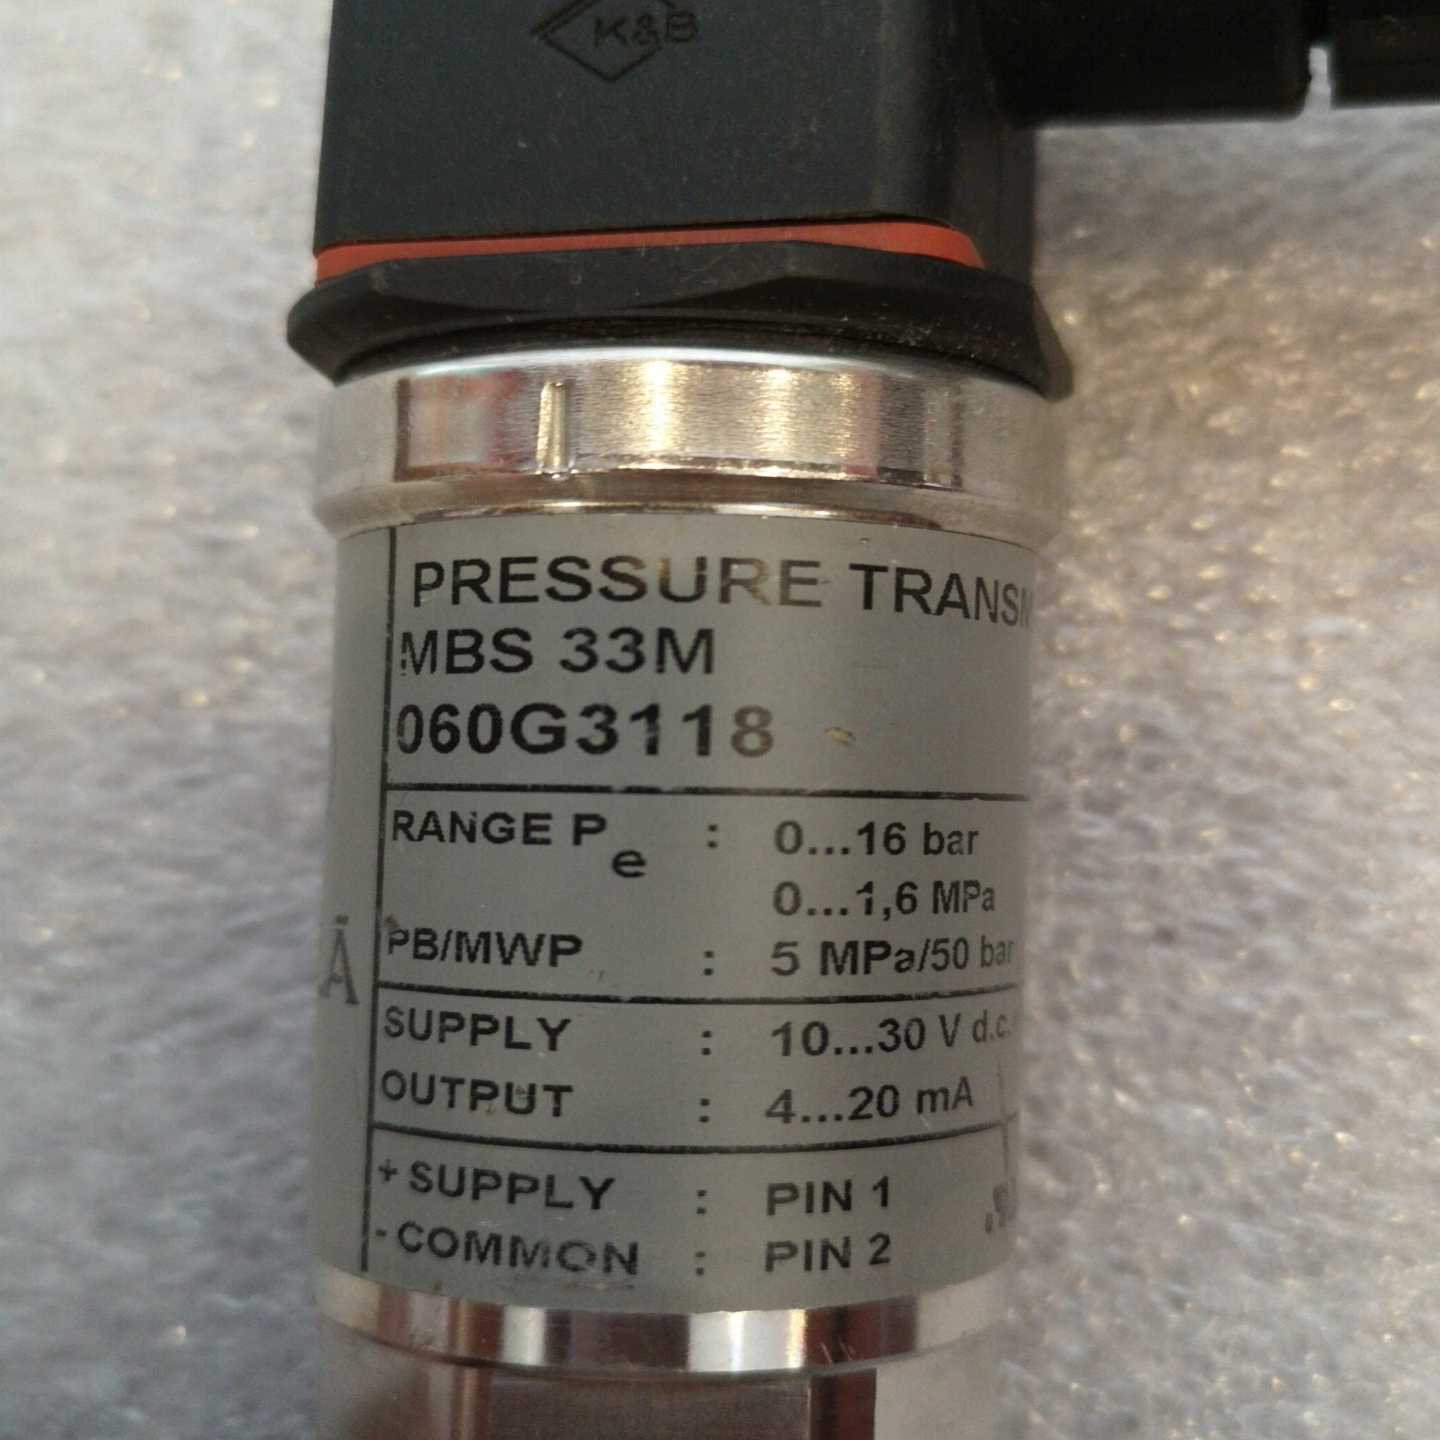 K&B
PRESSURE TRANSM
MBS 33M
060G3118
RANGE Pe : 0...16 bar
0...1,6 MPa
PB/MWP : 5 MPa/50 bar
SUPPLY : 10...30 V d.c.
OUTPUT : 4...20 mA
+ SUPPLY : PIN 1
- COMMON : PIN 2